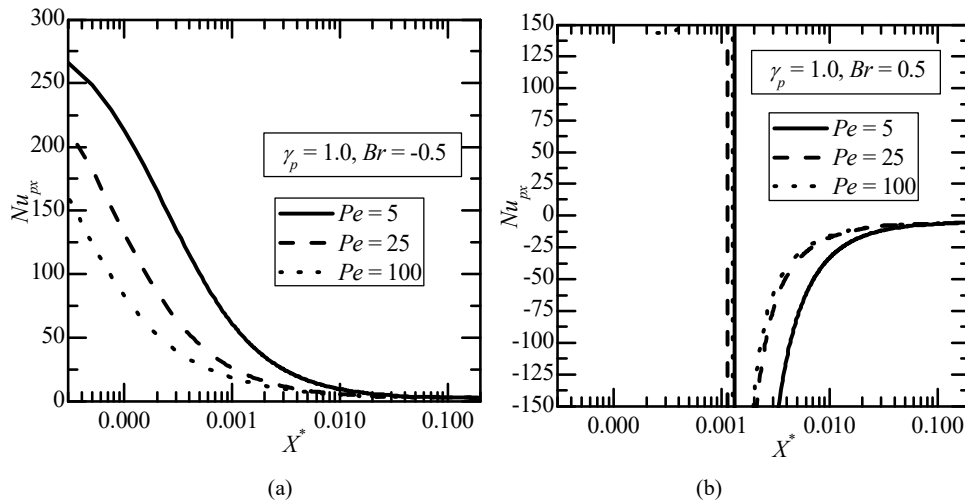 300
250
200
150
100
50
0
Nu_px
γ_p = 1.0, Br = -0.5
Pe = 5
Pe = 25
Pe = 100
0.000 0.001 0.010 0.100
X*
(a)
150
125
100
75
50
25
0
-25
-50
-75
-100
-125
-150
Nu_px
γ_p = 1.0, Br = 0.5
Pe = 5
Pe = 25
Pe = 100
0.000 0.001 0.010 0.100
X*
(b)